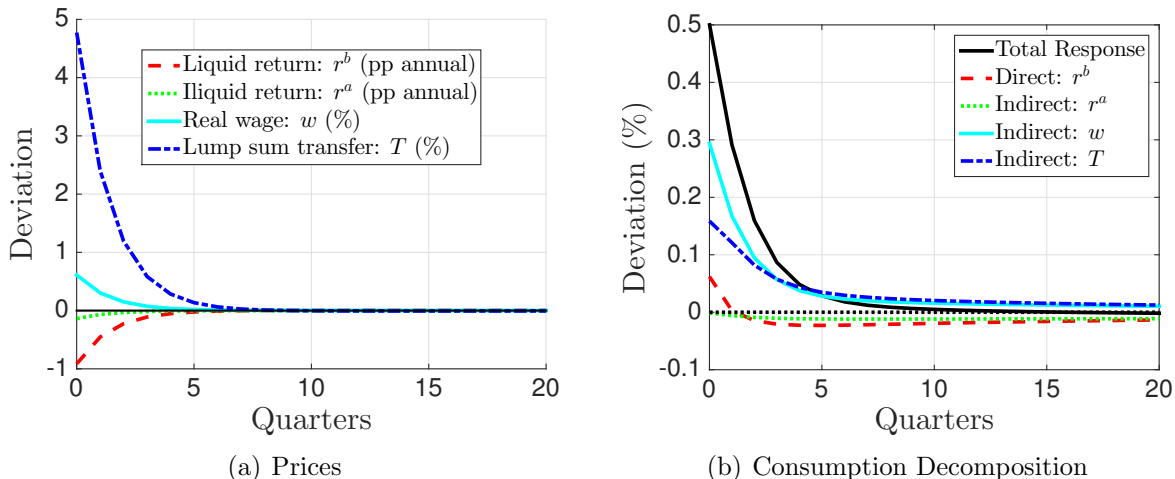 5
4
3
2
1
0
-1
0
5
10
15
20
Deviation
Quarters
Liquid return: r^b (pp annual)
Iliquid return: r^a (pp annual)
Real wage: w (%)
Lump sum transfer: T (%)
(a) Prices
0.5
0.4
0.3
0.2
0.1
0
-0.1
0
5
10
15
20
Deviation (%)
Quarters
Total Response
Direct: r^b
Indirect: r^a
Indirect: w
Indirect: T
(b) Consumption Decomposition